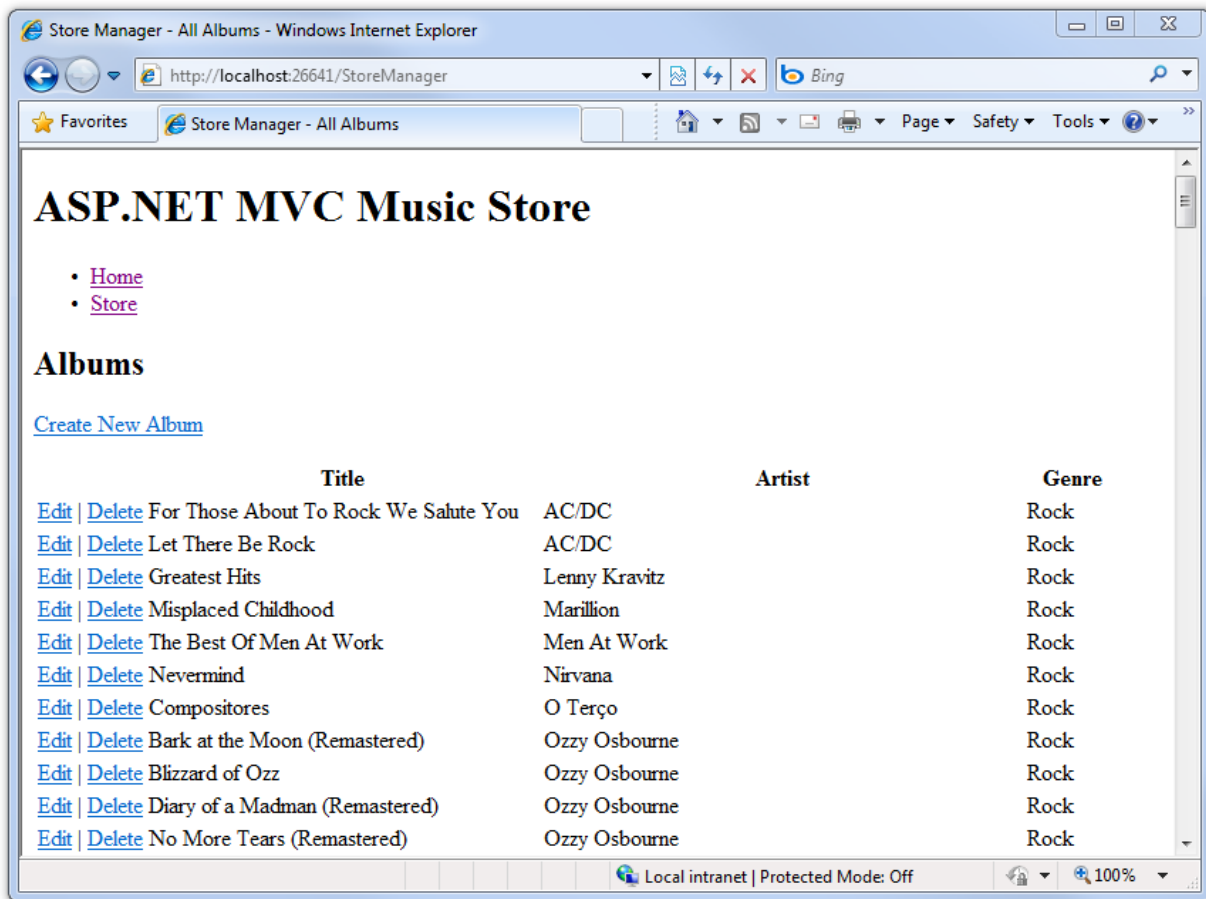 Store Manager - All Albums - Windows Internet Explorer
http://localhost:26641/StoreManager Bing
Favorites Store Manager - All Albums Page Safety Tools
ASP.NET MVC Music Store
• Home
• Store
Albums
Create New Album
Title Artist Genre
Edit | Delete For Those About To Rock We Salute You AC/DC Rock
Edit | Delete Let There Be Rock AC/DC Rock
Edit | Delete Greatest Hits Lenny Kravitz Rock
Edit | Delete Misplaced Childhood Marillion Rock
Edit | Delete The Best Of Men At Work Men At Work Rock
Edit | Delete Nevermind Nirvana Rock
Edit | Delete Compositores O Terço Rock
Edit | Delete Bark at the Moon (Remastered) Ozzy Osbourne Rock
Edit | Delete Blizzard of Ozz Ozzy Osbourne Rock
Edit | Delete Diary of a Madman (Remastered) Ozzy Osbourne Rock
Edit | Delete No More Tears (Remastered) Ozzy Osbourne Rock
Local intranet | Protected Mode: Off 100%